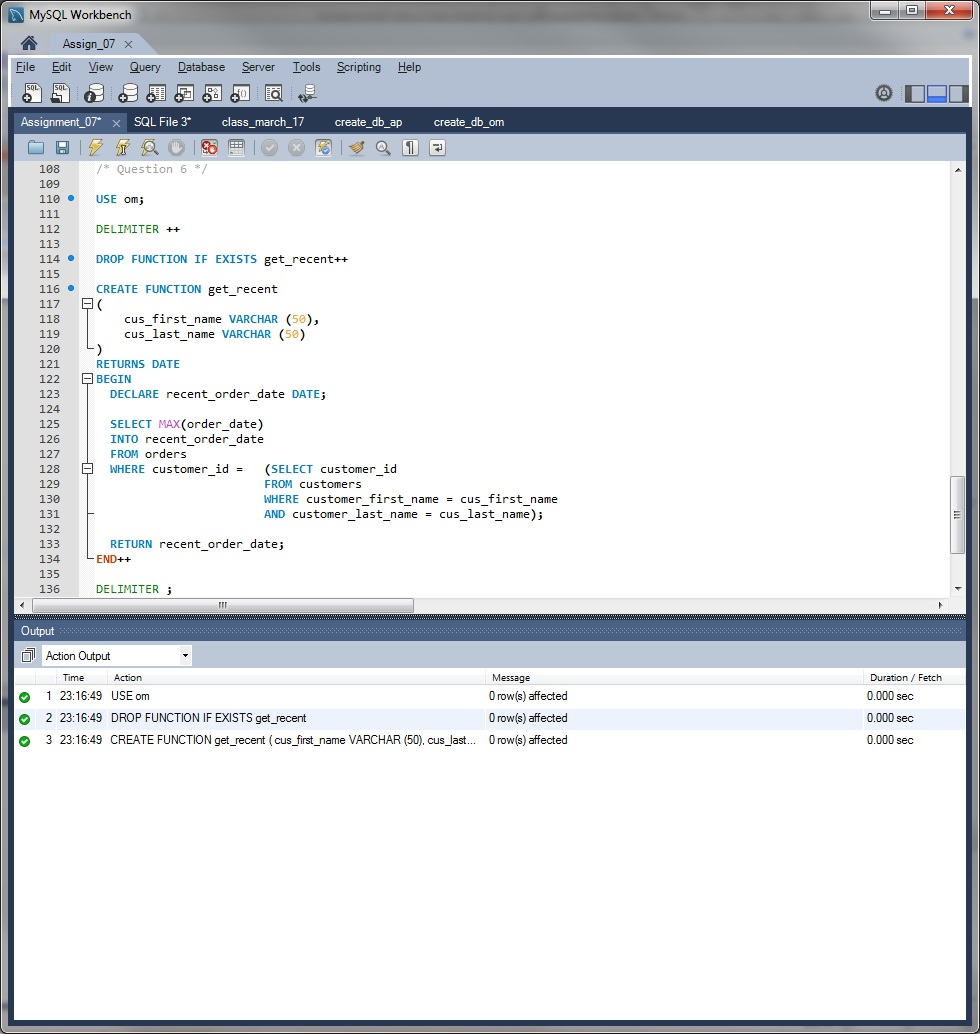 MySQL Workbench
Assign_07
File Edit View Query Database Server Tools Scripting Help
Assignment_07* SQL File 3* class_march_17 create_db_ap create_db_om
108 /* Question 6 */
109
110 USE om;
111
112 DELIMITER ++
113
114 DROP FUNCTION IF EXISTS get_recent++
115
116 CREATE FUNCTION get_recent
117 (
118 cus_first_name VARCHAR (50),
119 cus_last_name VARCHAR (50)
120 )
121 RETURNS DATE
122 BEGIN
123 DECLARE recent_order_date DATE;
124
125 SELECT MAX(order_date)
126 INTO recent_order_date
127 FROM orders
128 WHERE customer_id = (SELECT customer_id
129 FROM customers
130 WHERE customer_first_name = cus_first_name
131 AND customer_last_name = cus_last_name);
132
133 RETURN recent_order_date;
134 END++
135
136 DELIMITER ;
Output
Action Output
Time Action Message Duration / Fetch
1 23:16:49 USE om 0 row(s) affected 0.000 sec
2 23:16:49 DROP FUNCTION IF EXISTS get_recent 0 row(s) affected 0.000 sec
3 23:16:49 CREATE FUNCTION get_recent ( cus_first_name VARCHAR (50), cus_last... 0 row(s) affected 0.000 sec